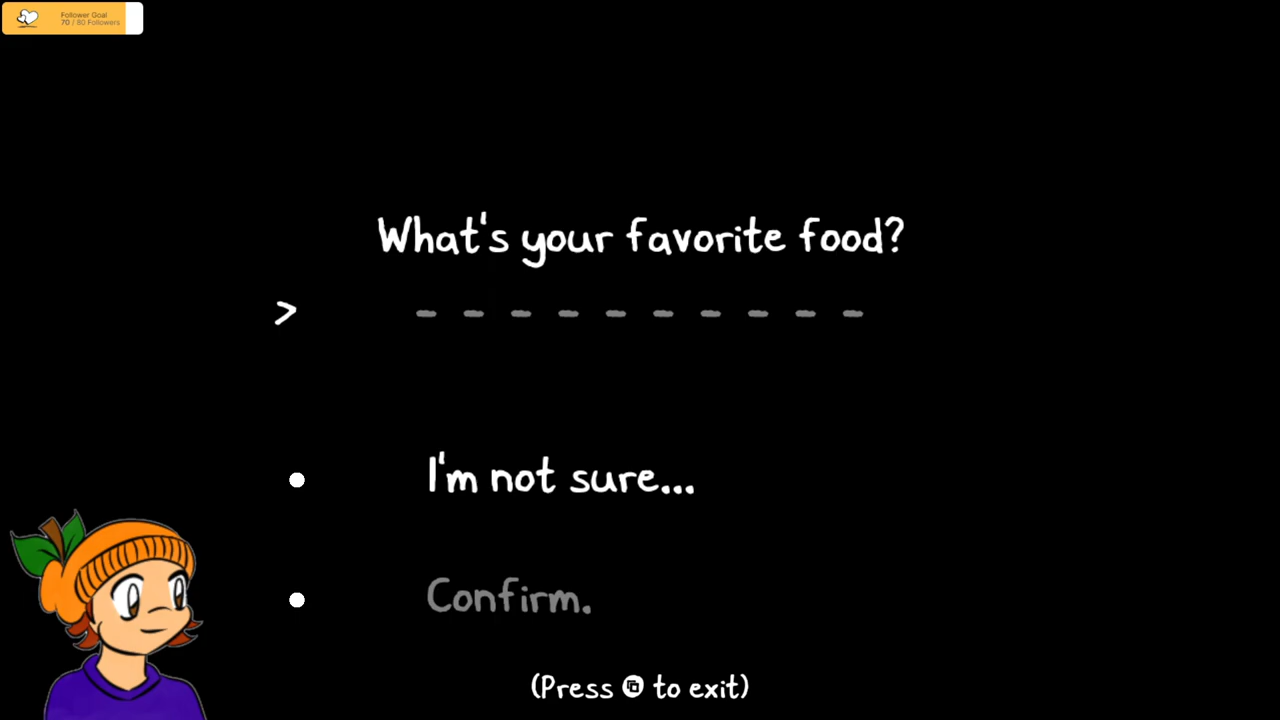 Follower Goal
70 / 80 Followers
What's your favorite food?
> _ _ _ _ _ _ _ _ _ _
I'm not sure...
Confirm.
(Press to exit)